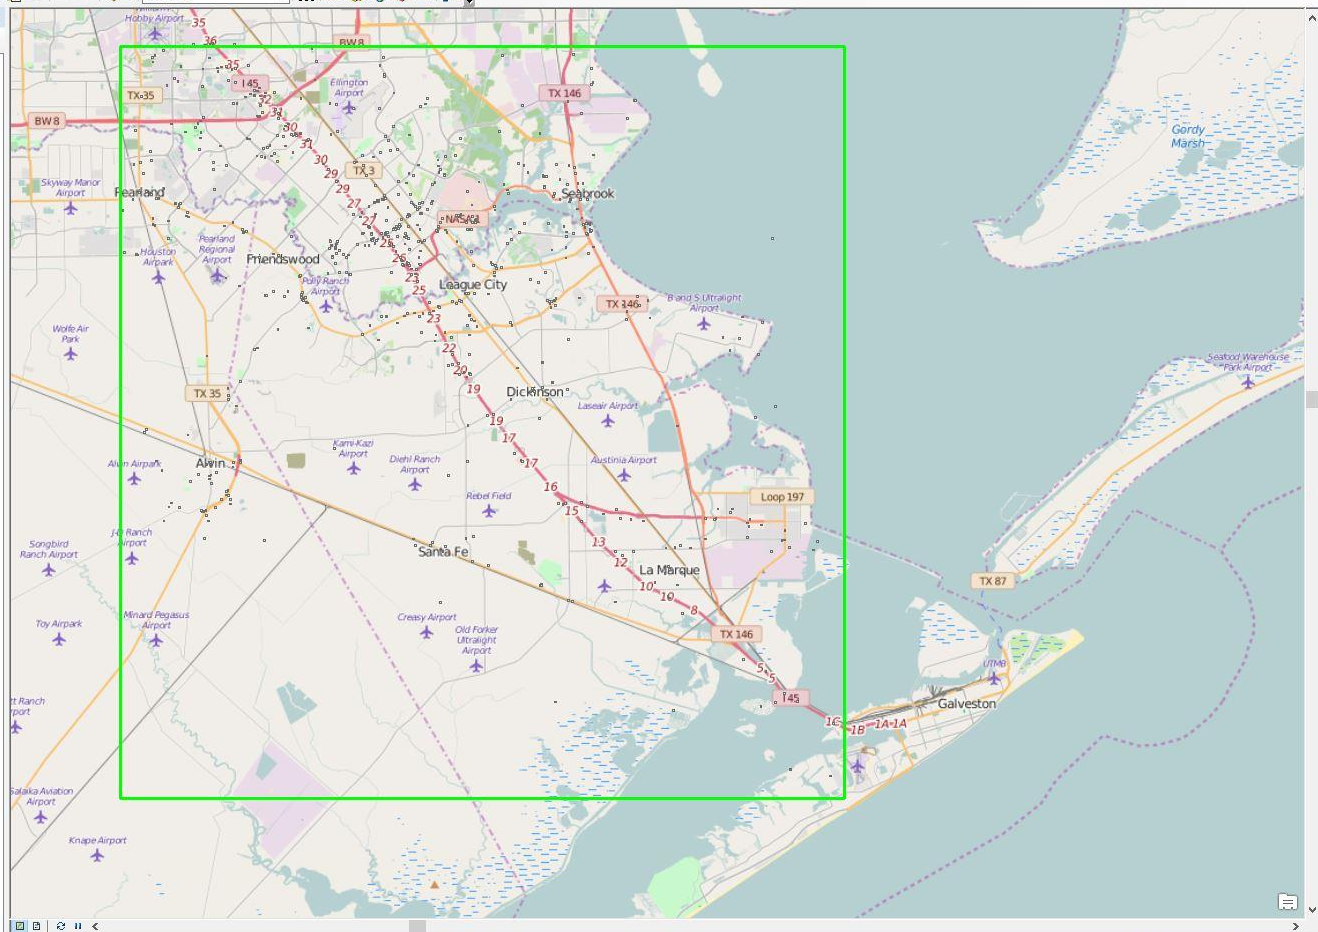 35
Hobby Airport
36
BW 8
35
I 45
Ellington
Airport
TX 35
32
TX 146
31
BW 8
30
Gordy
Marsh
31
30
TX 3
29
Skyway Manor
Airport
29
Pearland
Seabrook
27
NASA 1
27
Pearland
Regional
Airport
25
Houston
Airpark
Friendswood
26
23
Polly Ranch
Airport
League City
25
TX 146
B and S Ultralight
Airport
23
Wolfe Air
Park
22
Seafood Warehouse
Park Airport
20
19
TX 35
Dickinson
Laseair Airport
19
17
Kami-Kazi
Airport
Alvin Airpark
Alvin
Diehl Ranch
Airport
17
Austinia Airport
16
Rebel Field
Loop 197
15
J-B Ranch
Airport
13
Songbird
Ranch Airport
Santa Fe
12
La Marque
TX 87
10
10
8
Minard Pegasus
Airport
Creasy Airport
Toy Airpark
Old Forker
Ultralight
Airport
TX 146
UTMB
5
5
I 45
tt Ranch
rport
Galveston
1C
1B
1A
1A
Salaika Aviation
Airport
Knape Airport